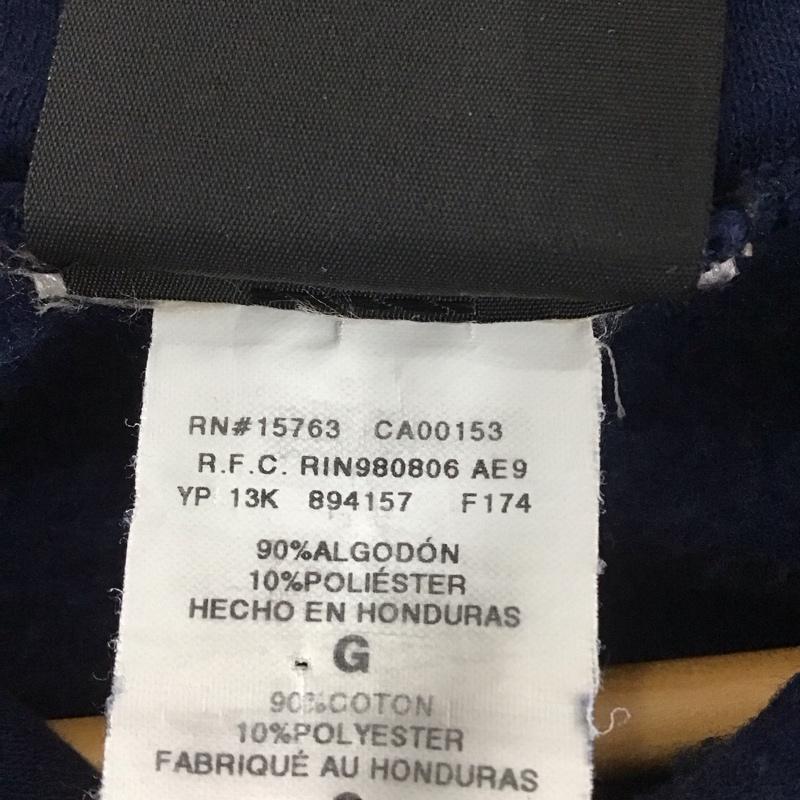 RN#15763 CA00153
R.F.C. RIN980806 AE9
YP 13K 894157 F174
90%ALGODÓN
10%POLIÉSTER
HECHO EN HONDURAS
G
90%COTON
10%POLYESTER
FABRIQUÉ AU HONDURAS